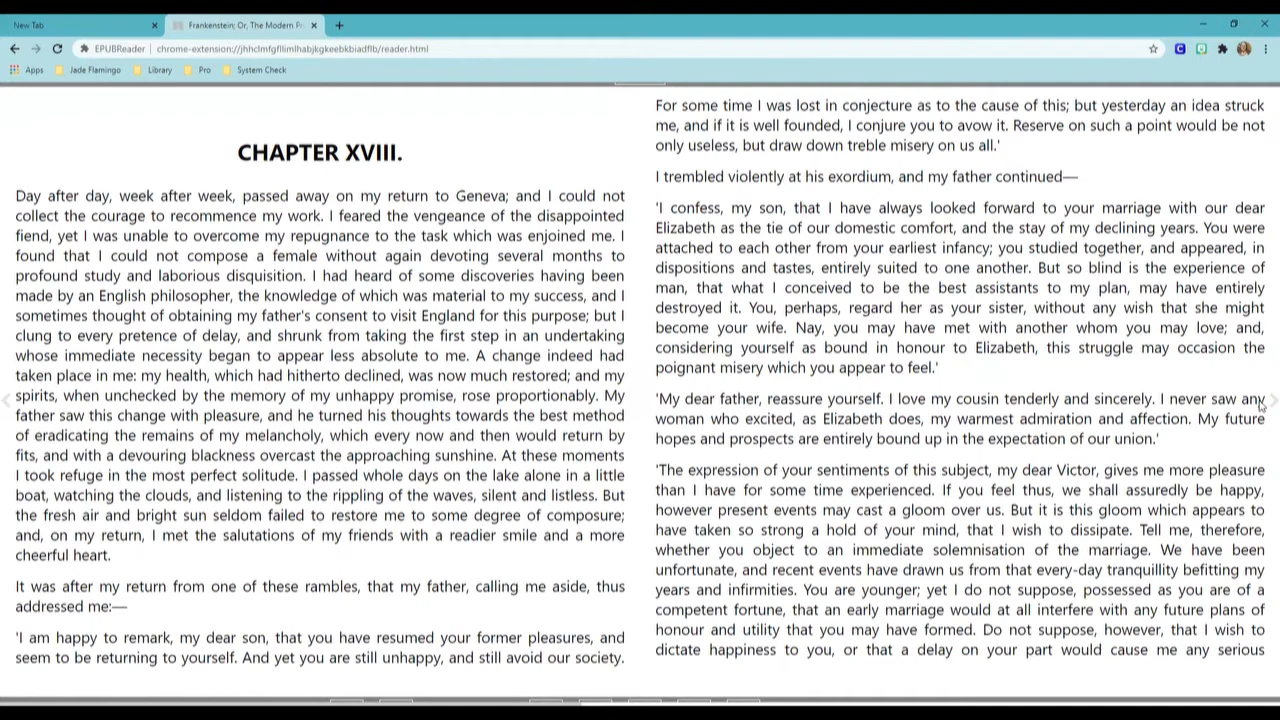 New Tab
Frankenstein; Or, The Modern Pr
EPUBReader
chrome-extension://jhhclmfgfllimlhabjkgkeebkbiadflb/reader.html
Apps
Jade Flamingo
Library
Pro
System Check
CHAPTER XVIII.
Day after day, week after week, passed away on my return to Geneva; and I could not
collect the courage to recommence my work. I feared the vengeance of the disappointed
fiend, yet I was unable to overcome my repugnance to the task which was enjoined me. I
found that I could not compose a female without again devoting several months to
profound study and laborious disquisition. I had heard of some discoveries having been
made by an English philosopher, the knowledge of which was material to my success, and I
sometimes thought of obtaining my father's consent to visit England for this purpose; but I
clung to every pretence of delay, and shrunk from taking the first step in an undertaking
whose immediate necessity began to appear less absolute to me. A change indeed had
taken place in me: my health, which had hitherto declined, was now much restored; and my
spirits, when unchecked by the memory of my unhappy promise, rose proportionably. My
father saw this change with pleasure, and he turned his thoughts towards the best method
of eradicating the remains of my melancholy, which every now and then would return by
fits, and with a devouring blackness overcast the approaching sunshine. At these moments
I took refuge in the most perfect solitude. I passed whole days on the lake alone in a little
boat, watching the clouds, and listening to the rippling of the waves, silent and listless. But
the fresh air and bright sun seldom failed to restore me to some degree of composure;
and, on my return, I met the salutations of my friends with a readier smile and a more
cheerful heart.
It was after my return from one of these rambles, that my father, calling me aside, thus
addressed me:—
'I am happy to remark, my dear son, that you have resumed your former pleasures, and
seem to be returning to yourself. And yet you are still unhappy, and still avoid our society.
For some time I was lost in conjecture as to the cause of this; but yesterday an idea struck
me, and if it is well founded, I conjure you to avow it. Reserve on such a point would be not
only useless, but draw down treble misery on us all.'
I trembled violently at his exordium, and my father continued—
'I confess, my son, that I have always looked forward to your marriage with our dear
Elizabeth as the tie of our domestic comfort, and the stay of my declining years. You were
attached to each other from your earliest infancy; you studied together, and appeared, in
dispositions and tastes, entirely suited to one another. But so blind is the experience of
man, that what I conceived to be the best assistants to my plan, may have entirely
destroyed it. You, perhaps, regard her as your sister, without any wish that she might
become your wife. Nay, you may have met with another whom you may love; and,
considering yourself as bound in honour to Elizabeth, this struggle may occasion the
poignant misery which you appear to feel.'
'My dear father, reassure yourself. I love my cousin tenderly and sincerely. I never saw any
woman who excited, as Elizabeth does, my warmest admiration and affection. My future
hopes and prospects are entirely bound up in the expectation of our union.'
'The expression of your sentiments of this subject, my dear Victor, gives me more pleasure
than I have for some time experienced. If you feel thus, we shall assuredly be happy,
however present events may cast a gloom over us. But it is this gloom which appears to
have taken so strong a hold of your mind, that I wish to dissipate. Tell me, therefore,
whether you object to an immediate solemnisation of the marriage. We have been
unfortunate, and recent events have drawn us from that every-day tranquillity befitting my
years and infirmities. You are younger; yet I do not suppose, possessed as you are of a
competent fortune, that an early marriage would at all interfere with any future plans of
honour and utility that you may have formed. Do not suppose, however, that I wish to
dictate happiness to you, or that a delay on your part would cause me any serious